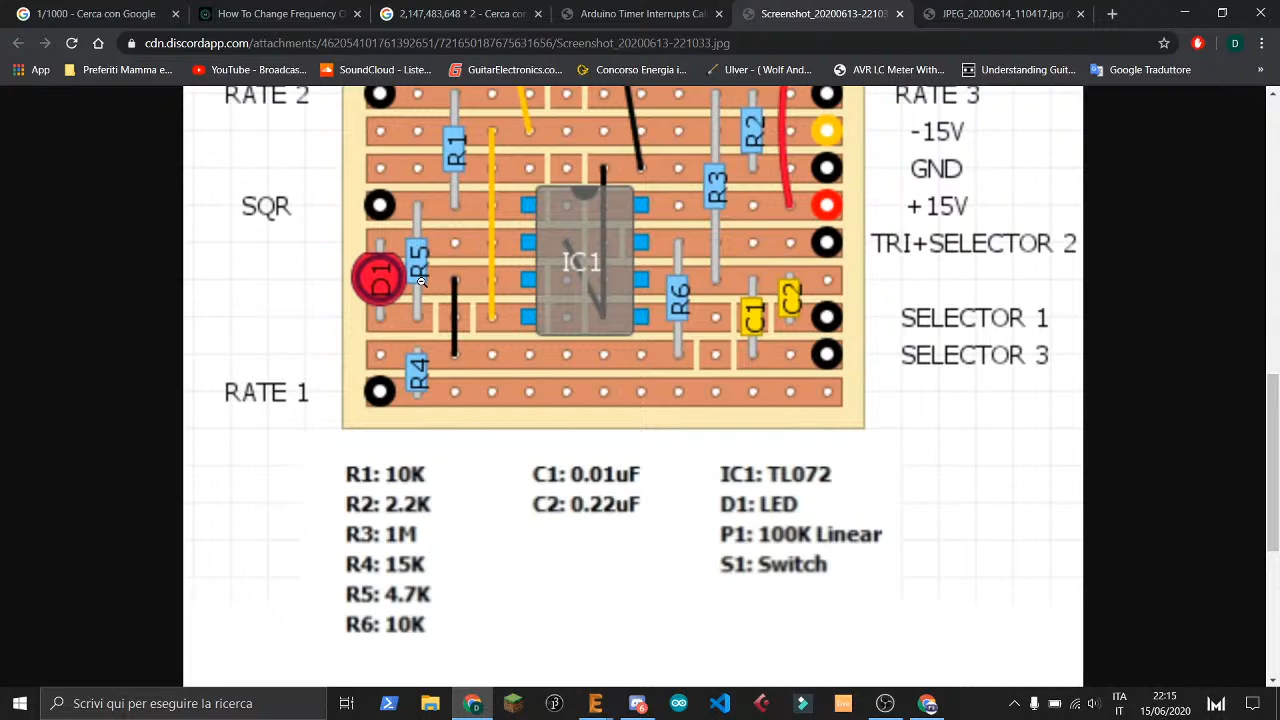 1/1000 - Cerca con Google
How To Change Frequency O
2,147,483,648 * 2 - Cerca con
Arduino Timer Interrupts Cal
Screenshot_20200613-22103
JPEG_20200614_110417.jpg (
cdn.discordapp.com/attachments/462054101761392651/721650187675631656/Screenshot_20200613-221033.jpg
D
App
Preferiti Mamma e...
YouTube - Broadcas...
SoundCloud - Liste...
GuitarElectronics.co...
Concorso Energia i...
Ulver - ( Wolf And...
AVR LC Meter With...
Understanding Guit...
Google Traduttore
RATE 2
RATE 3
R1
R2
-15V
R3
GND
SQR
+15V
R5
TRI+SELECTOR 2
D1
IC1
R6
C1
C2
SELECTOR 1
R4
SELECTOR 3
RATE 1
R1: 10K
C1: 0.01uF
IC1: TL072
R2: 2.2K
C2: 0.22uF
D1: LED
R3: 1M
P1: 100K Linear
R4: 15K
S1: Switch
R5: 4.7K
R6: 10K
Scrivi qui per eseguire la ricerca
ITA
22:15
IT
15/06/2020